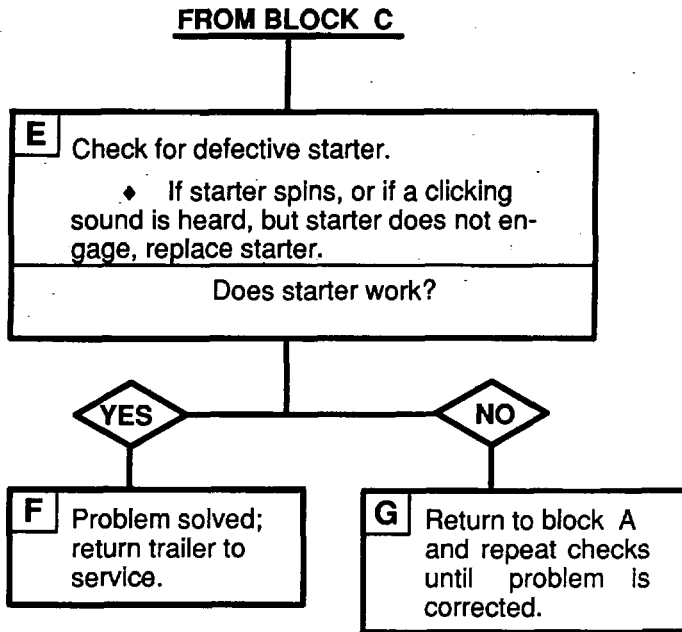 FROM BLOCK C
E
Check for defective starter.
♦ If starter spins, or if a clicking
sound is heard, but starter does not en-
gage, replace starter.
Does starter work?
YES
NO
F
Problem solved;
return trailer to
service.
G
Return to block A
and repeat checks
until problem is
corrected.